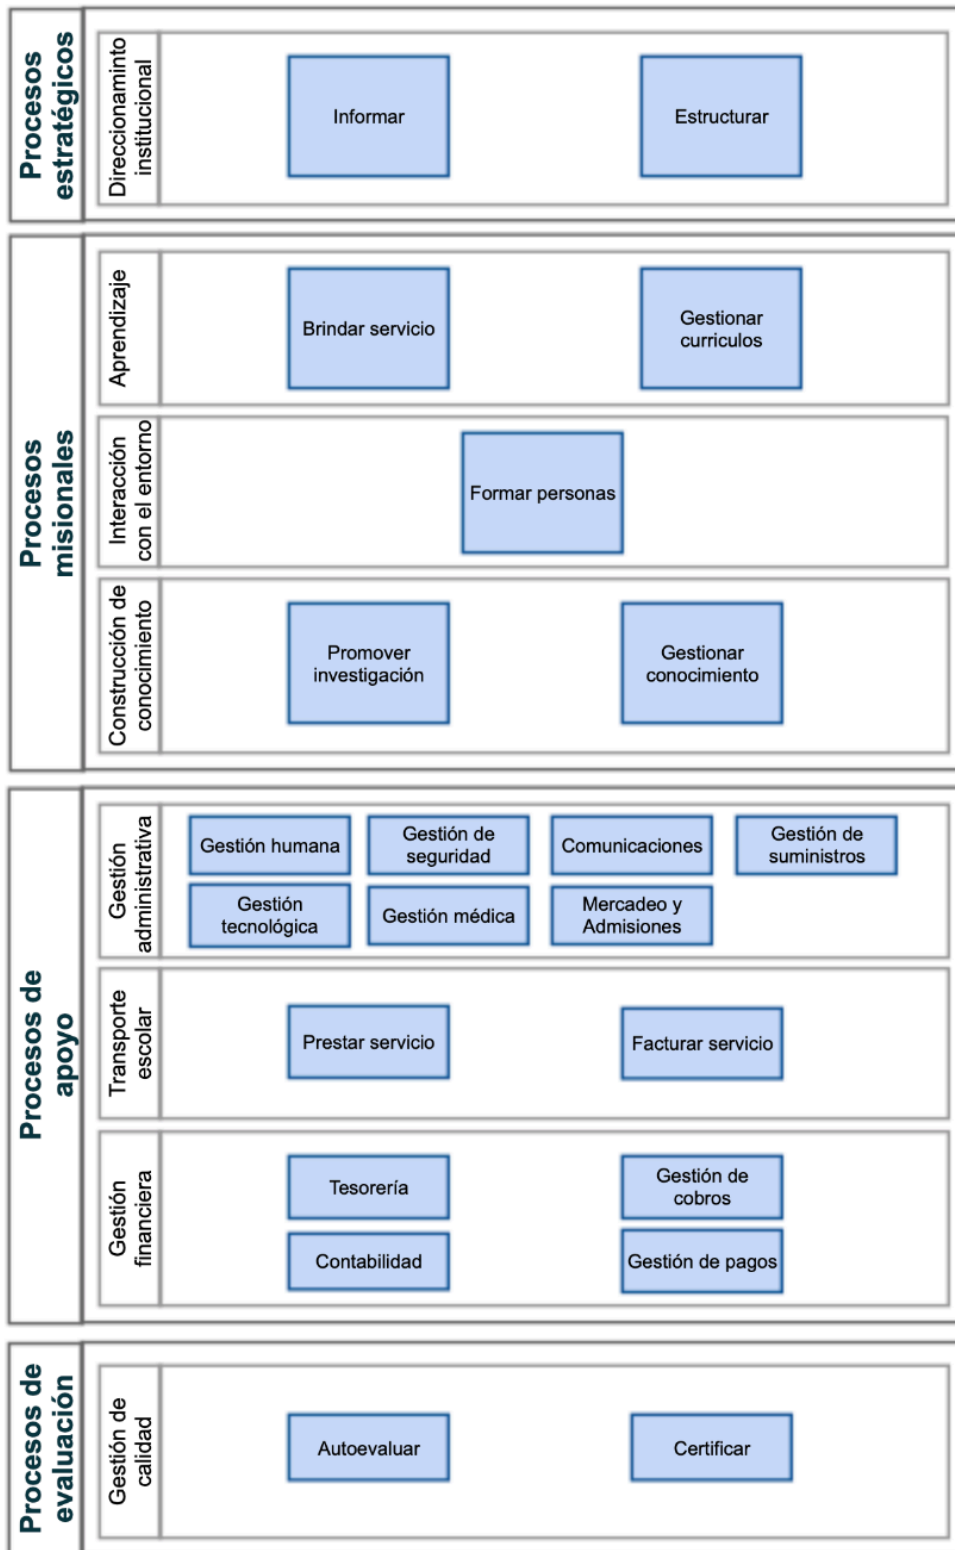 Procesos
estratégicos
Direccionaminto
institucional
Informar
Estructurar
Procesos
misionales
Aprendizaje
Brindar servicio
Gestionar
curriculos
Interacción
con el entorno
Formar personas
Construcción de
conocimiento
Promover
investigación
Gestionar
conocimiento
Procesos de
apoyo
Gestión
administrativa
Gestión humana
Gestión de
seguridad
Comunicaciones
Gestión de
suministros
Gestión
tecnológica
Gestión médica
Mercadeo y
Admisiones
Transporte
escolar
Prestar servicio
Facturar servicio
Gestión
financiera
Tesorería
Gestión de
cobros
Contabilidad
Gestión de pagos
Procesos de
evaluación
Gestión de
calidad
Autoevaluar
Certificar